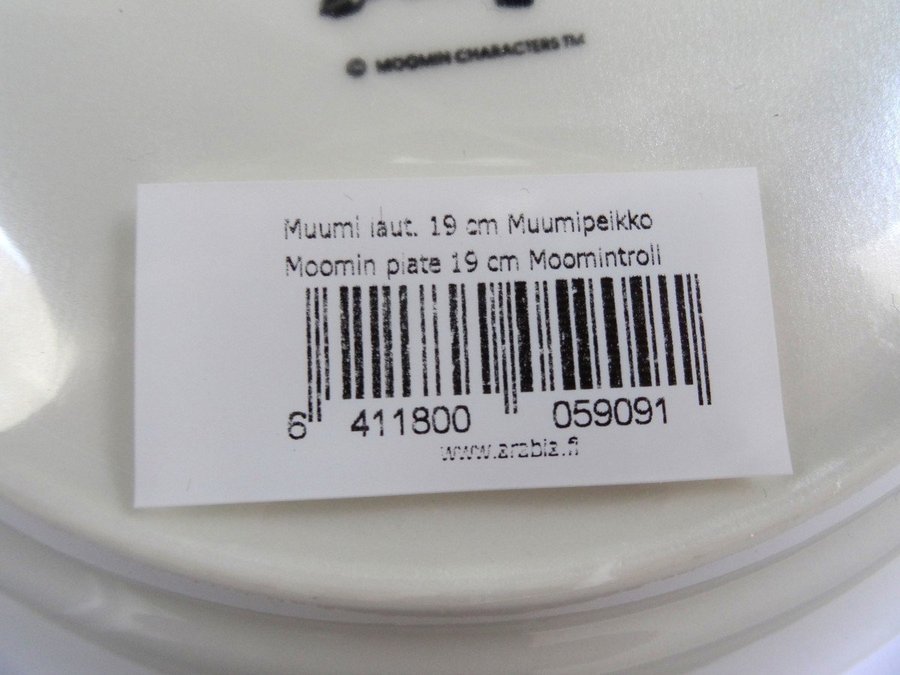 © MOOMIN CHARACTERS TM
Muumi laut. 19 cm Muumipeikko
Moomin plate 19 cm Moomintroll
6 411800 059091
www.arabia.fi